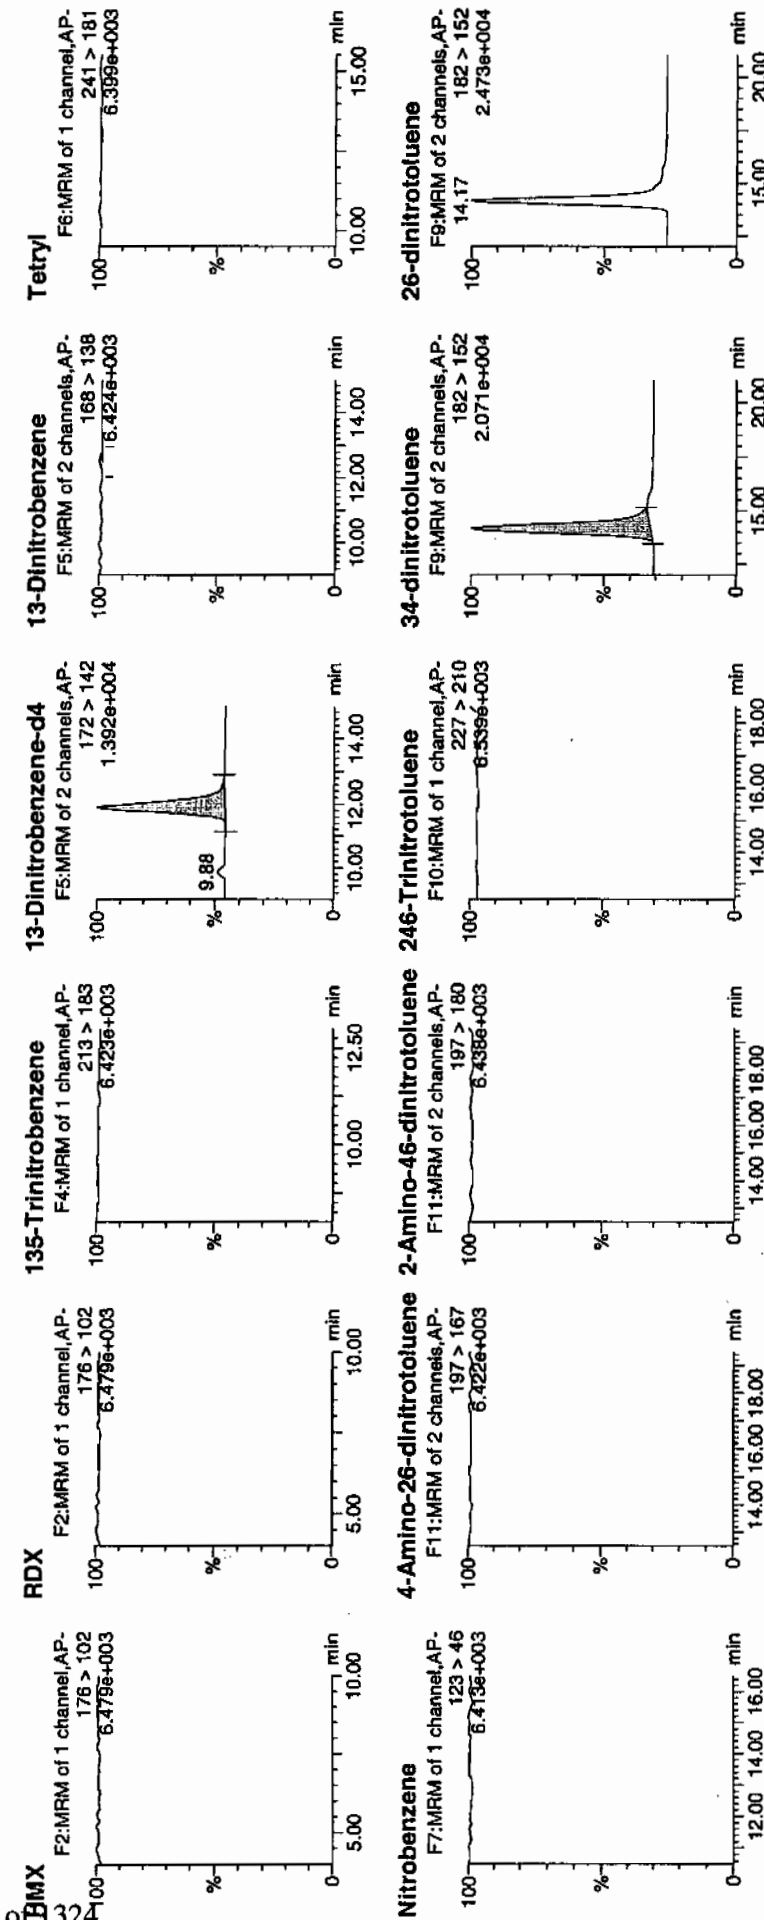 HMX
F2:MRM of 1 channel,AP-
176 > 102
6.479e+003
100
%
0
5.00 10.00 min
RDX
F2:MRM of 1 channel,AP-
176 > 102
6.479e+003
100
%
0
5.00 10.00 min
135-Trinitrobenzene
F4:MRM of 1 channel,AP-
213 > 183
6.423e+003
100
%
0
10.00 12.50 min
13-Dinitrobenzene-d4
F5:MRM of 2 channels,AP-
172 > 142
1.392e+004
100
9.88
%
0
10.00 12.00 14.00 min
13-Dinitrobenzene
F5:MRM of 2 channels,AP-
168 > 138
6.424e+003
100
%
0
10.00 12.00 14.00 min
Tetryl
F6:MRM of 1 channel,AP-
241 > 181
6.399e+003
100
%
0
10.00 15.00 min
Nitrobenzene
F7:MRM of 1 channel,AP-
123 > 46
6.413e+003
100
%
0
12.00 14.00 16.00 min
4-Amino-26-dinitrotoluene
F11:MRM of 2 channels,AP-
197 > 167
6.422e+003
100
%
0
14.00 16.00 18.00 min
2-Amino-46-dinitrotoluene
F11:MRM of 2 channels,AP-
197 > 180
6.438e+003
100
%
0
14.00 16.00 18.00 min
246-Trinitrotoluene
F10:MRM of 1 channel,AP-
227 > 210
6.539e+003
100
%
0
14.00 16.00 18.00 min
34-dinitrotoluene
F9:MRM of 2 channels,AP-
182 > 152
2.071e+004
100
%
0
15.00 20.00 min
26-dinitrotoluene
F9:MRM of 2 channels,AP-
182 > 152
2.473e+004
100
14.17
%
0
15.00 20.00 min
1324